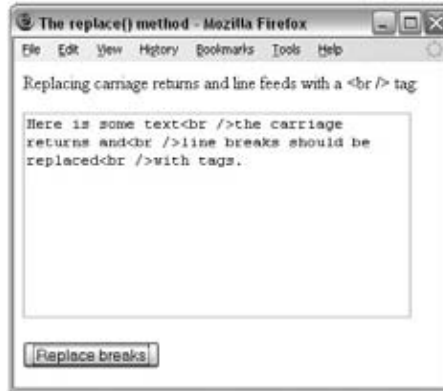 The replace() method - Mozilla Firefox
File Edit View History Bookmarks Tools Help
Replacing carriage returns and line feeds with a <br /> tag
Here is some text<br />the carriage
returns and<br />line breaks should be
replaced<br />with tags.
Replace breaks